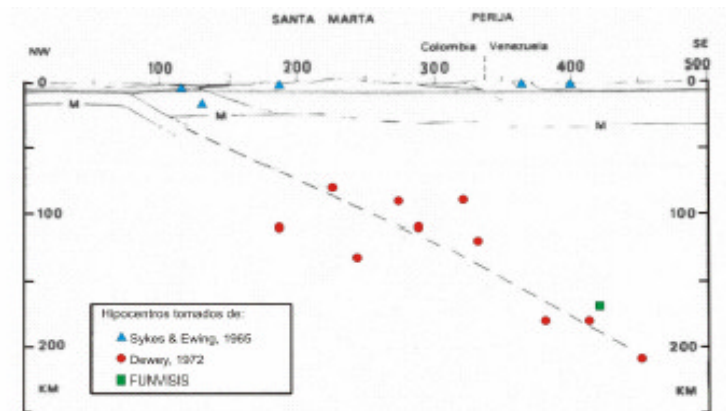 SANTA MARTA PERIJA
NW Colombia Venezuela SE
0 100 200 300 400 500 0
M M M
100 100
200 200
KM KM
Hipocentros tomados de:
Sykes & Ewing, 1965
Dewey, 1972
FUNVISIS